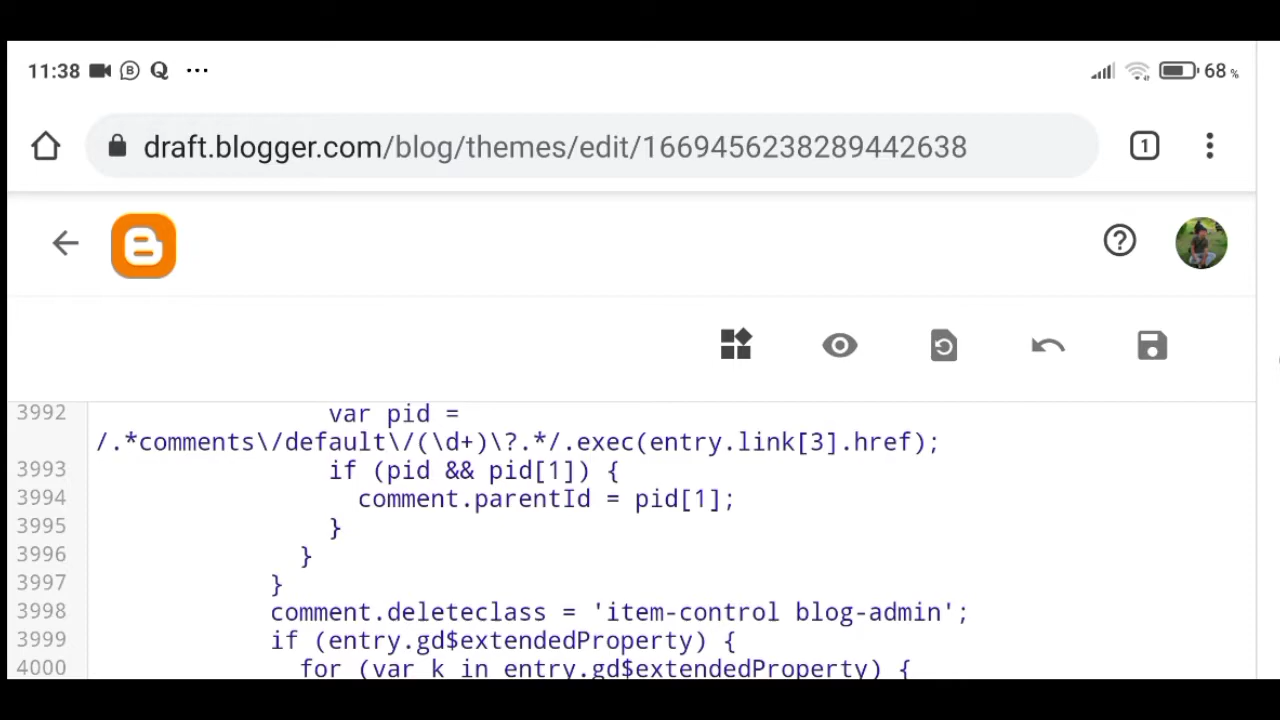 11:38 B Q ... 68 %
draft.blogger.com/blog/themes/edit/1669456238289442638 1
3992 var pid =
/.*comments\/default\/(\d+)\?.*/.exec(entry.link[3].href);
3993 if (pid && pid[1]) {
3994 comment.parentId = pid[1];
3995 }
3996 }
3997 }
3998 comment.deleteclass = 'item-control blog-admin';
3999 if (entry.gd$extendedProperty) {
4000 for (var k in entry.gd$extendedProperty) {